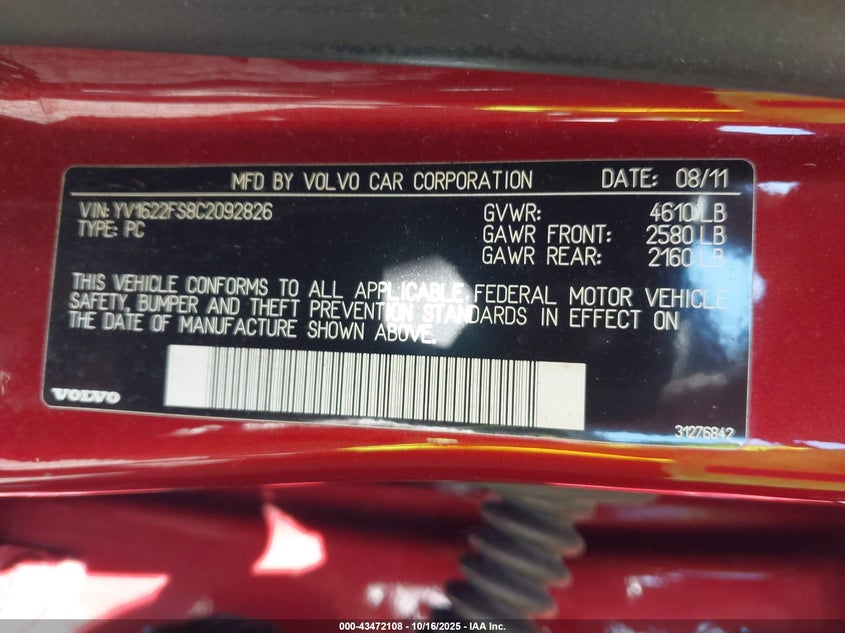 MFD BY VOLVO CAR CORPORATION DATE: 08/11
VIN: YV1622FS8C2092826 GVWR: 4610 LB
TYPE: PC GAWR FRONT: 2580 LB
GAWR REAR: 2160 LB
THIS VEHICLE CONFORMS TO ALL APPLICABLE FEDERAL MOTOR VEHICLE
SAFETY, BUMPER AND THEFT PREVENTION STANDARDS IN EFFECT ON
THE DATE OF MANUFACTURE SHOWN ABOVE.
VOLVO
31276842
000-43472108 - 10/16/2025 - IAA Inc.